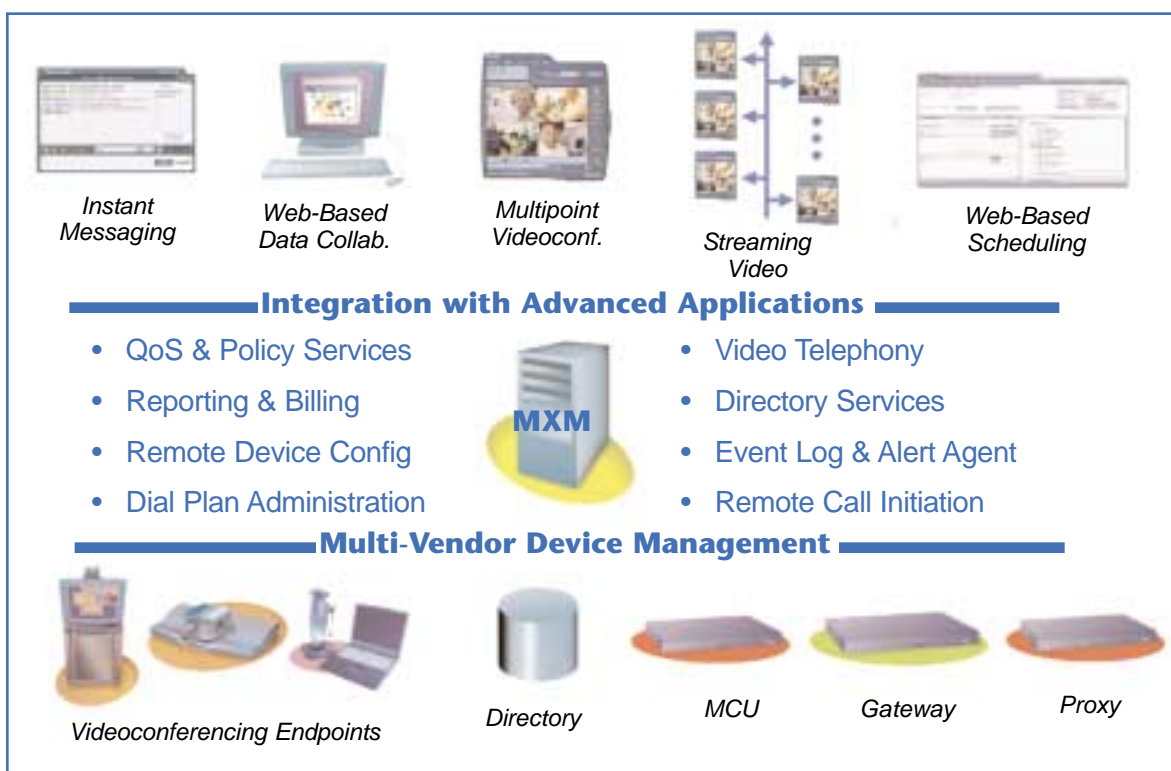 Instant
Messaging
Web-Based
Data Collab.
Multipoint
Videoconf.
Streaming
Video
Web-Based
Scheduling
Integration with Advanced Applications
• QoS & Policy Services
• Reporting & Billing
• Remote Device Config
• Dial Plan Administration
MXM
• Video Telephony
• Directory Services
• Event Log & Alert Agent
• Remote Call Initiation
Multi-Vendor Device Management
Videoconferencing Endpoints
Directory
MCU
Gateway
Proxy